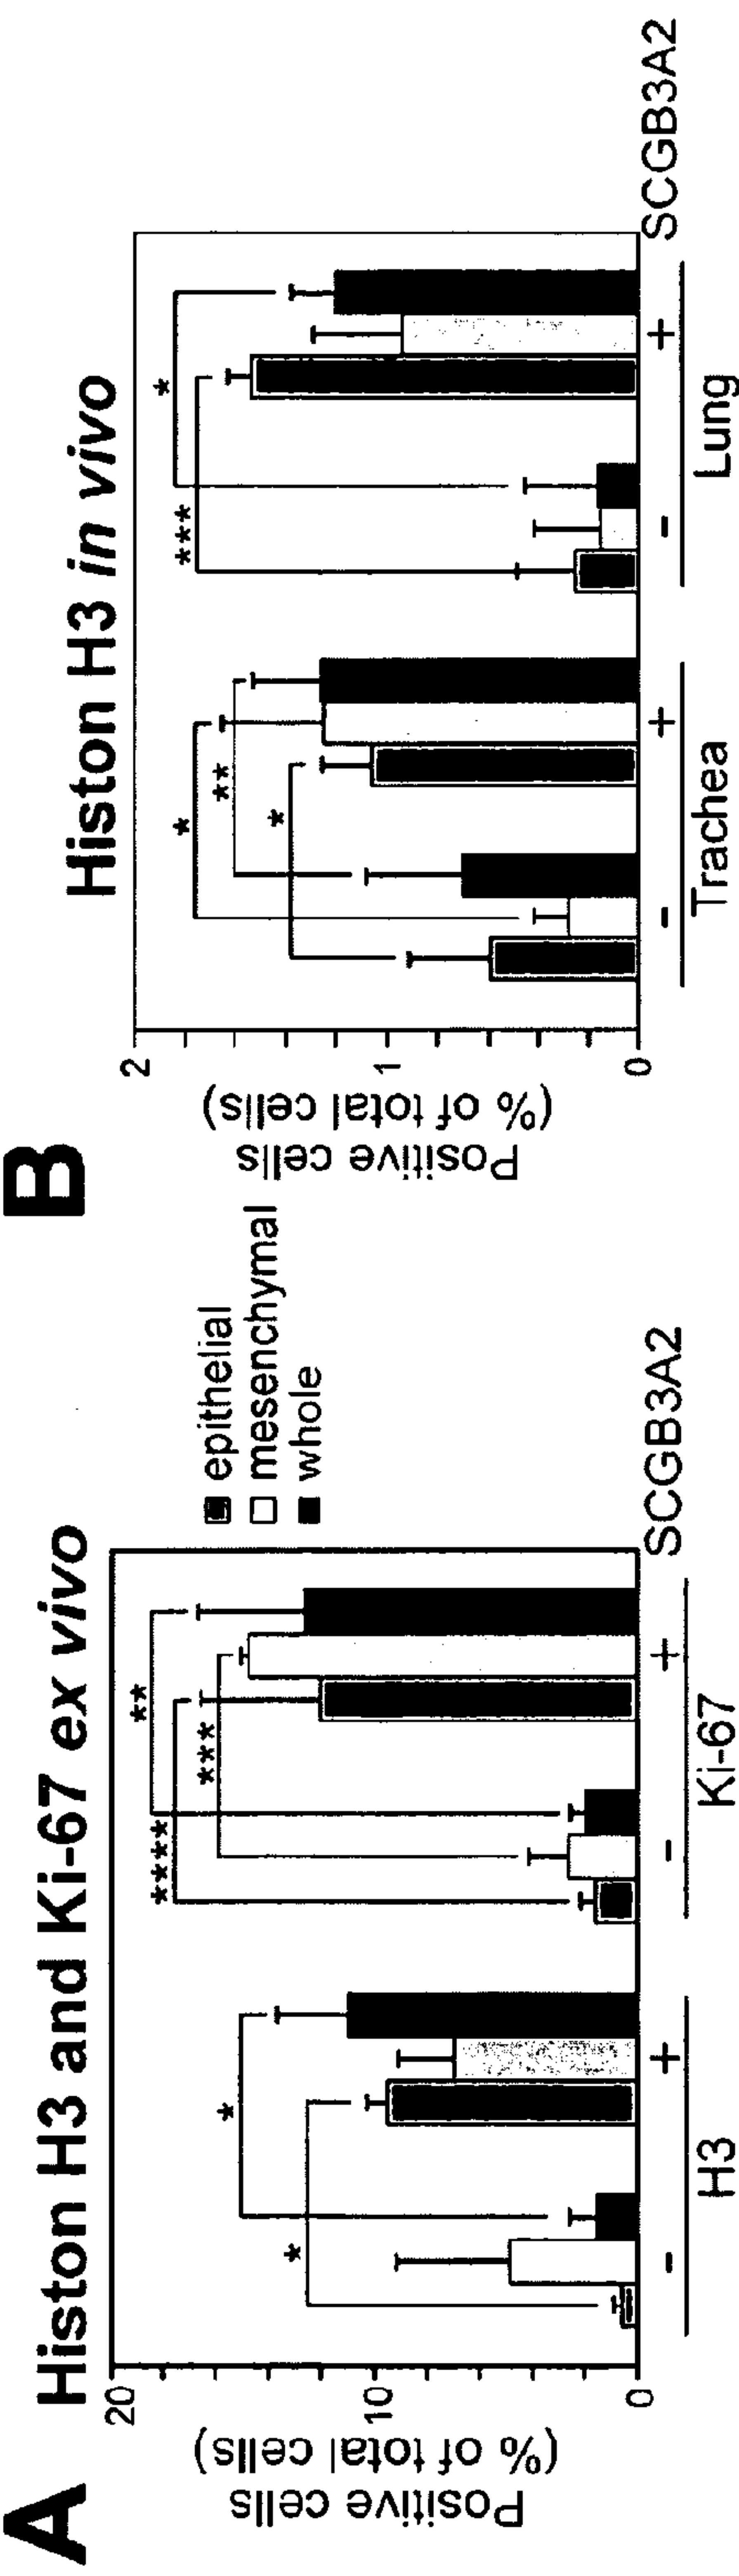 A
Histon H3 and Ki-67 ex vivo
Positive cells
(% of total cells)
20
10
0
*
*
****
***
**
-
+
-
+
SCGB3A2
H3
Ki-67
epithelial
mesenchymal
whole
B
Histon H3 in vivo
Positive cells
(% of total cells)
2
1
0
*
**
*
***
*
-
+
-
+
SCGB3A2
Trachea
Lung